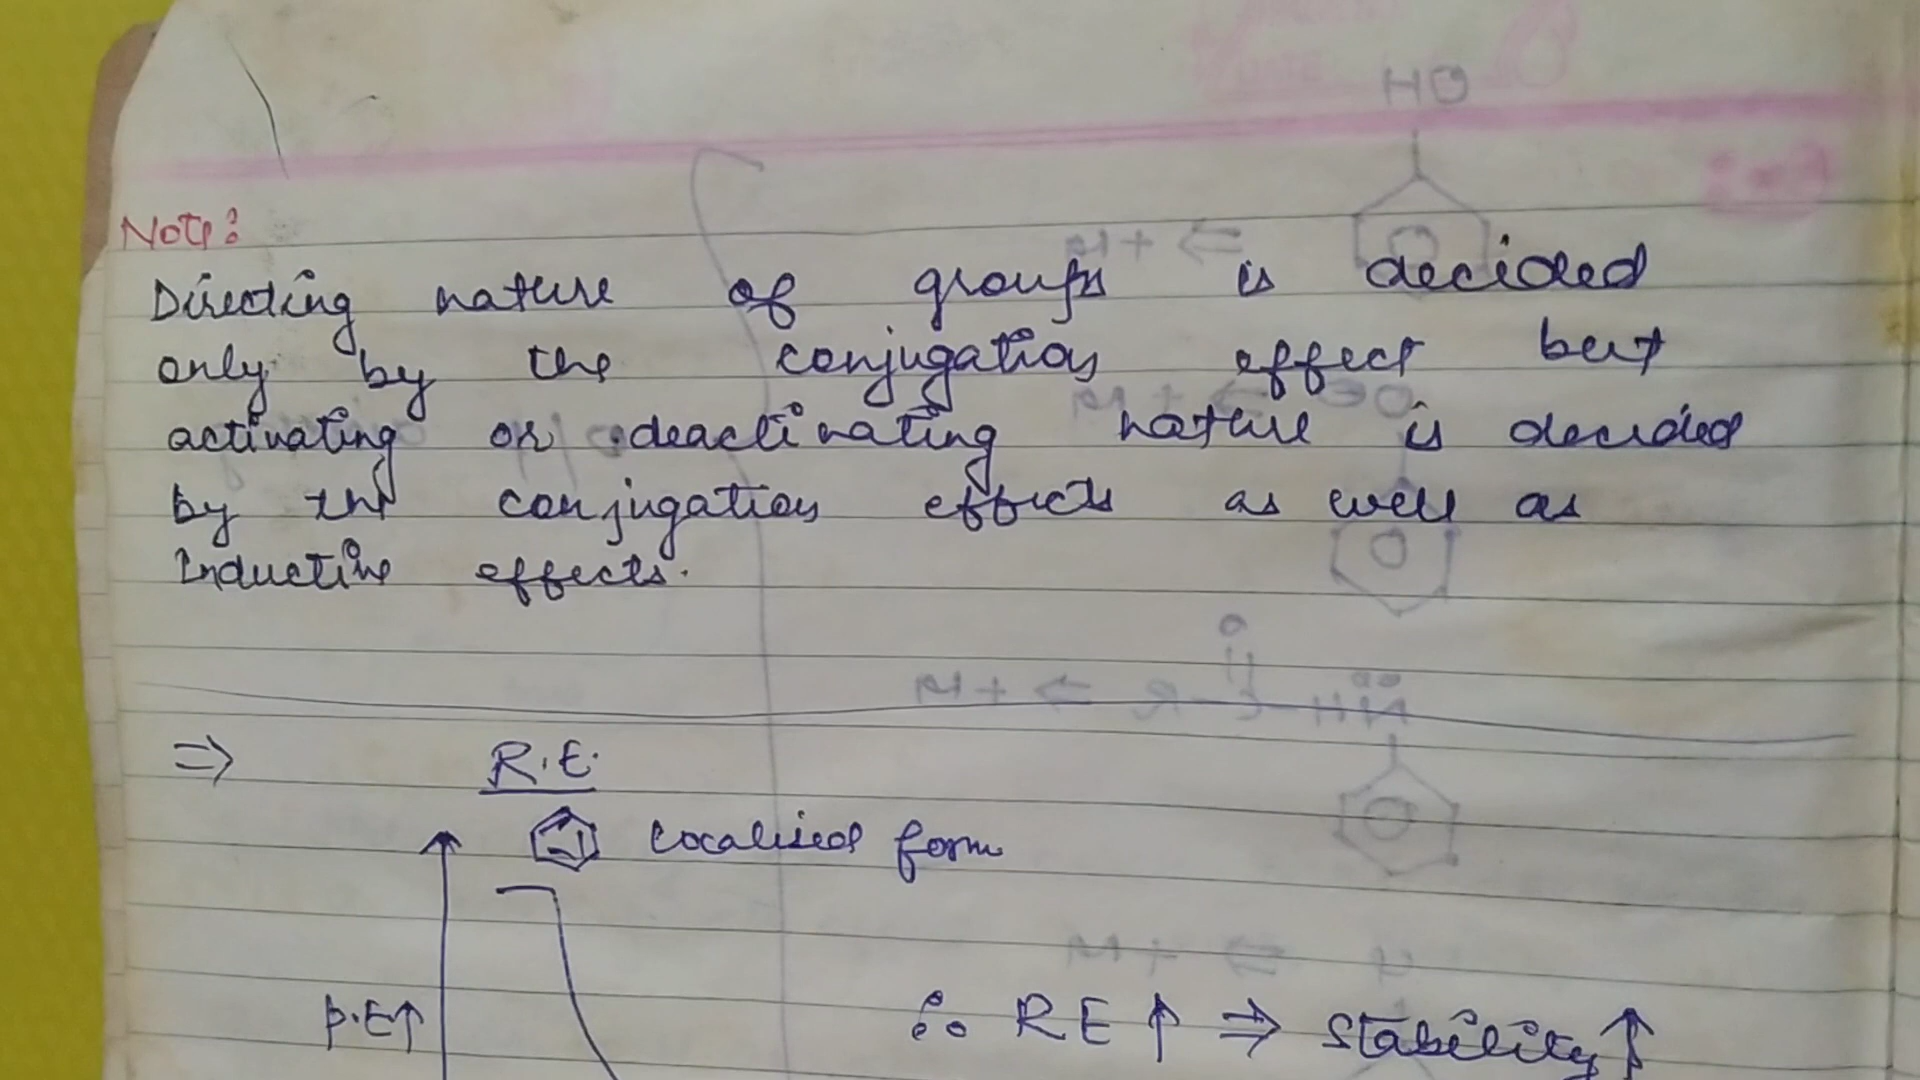 Note:
Directing nature of groups is decided
only by the conjugation effect but
activating or deactivating nature is decided
by the conjugation effects as well as
Inductive effects.
⇒ R.E.
Localised form
P.E↑
∴ RE ↑ ⇒ Stability ↑